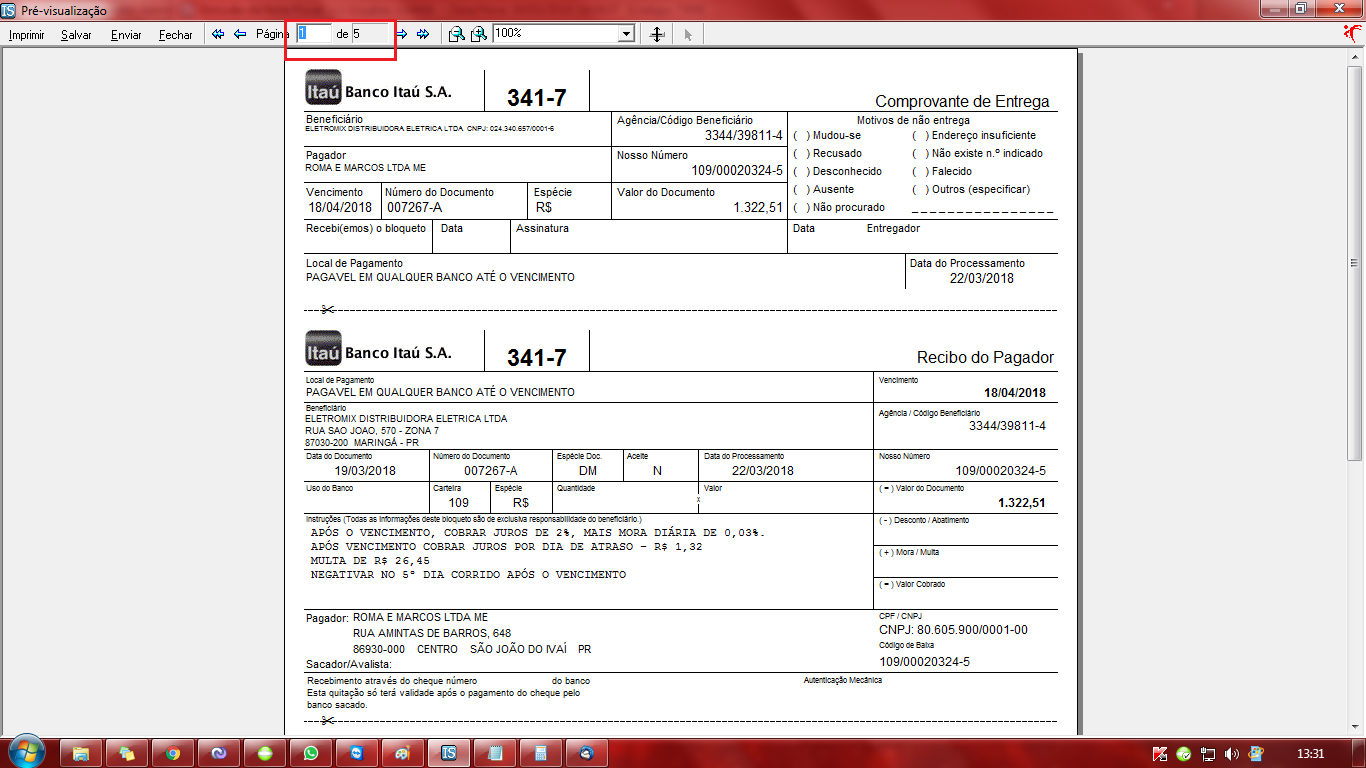 Pré-visualização
Imprimir Salvar Enviar Fechar Página 1 de 5 100%
Itaú Banco Itaú S.A. 341-7 Comprovante de Entrega
Beneficiário
ELETROMIX DISTRIBUIDORA ELETRICA LTDA CNPJ: 024.340.657/0001-6
Agência/Código Beneficiário
3344/39811-4
Motivos de não entrega
( ) Mudou-se ( ) Endereço insuficiente
( ) Recusado ( ) Não existe n.º indicado
( ) Desconhecido ( ) Falecido
( ) Ausente ( ) Outros (especificar)
( ) Não procurado _ _ _ _ _ _ _ _ _ _ _ _ _ _ _ _
Pagador
ROMA E MARCOS LTDA ME
Nosso Número
109/00020324-5
Vencimento Número do Documento Espécie Valor do Documento
18/04/2018 007267-A R$ 1.322,51
Recebi(emos) o bloqueto Data Assinatura Data Entregador
Local de Pagamento Data do Processamento
PAGAVEL EM QUALQUER BANCO ATÉ O VENCIMENTO 22/03/2018
Itaú Banco Itaú S.A. 341-7 Recibo do Pagador
Local de Pagamento Vencimento
PAGAVEL EM QUALQUER BANCO ATÉ O VENCIMENTO 18/04/2018
Beneficiário Agência / Código Beneficiário
ELETROMIX DISTRIBUIDORA ELETRICA LTDA 3344/39811-4
RUA SAO JOAO, 570 - ZONA 7
87030-200 MARINGÁ - PR
Data do Documento Número do Documento Espécie Doc. Aceite Data do Processamento Nosso Número
19/03/2018 007267-A DM N 22/03/2018 109/00020324-5
Uso do Banco Carteira Espécie Quantidade Valor ( = ) Valor do Documento
109 R$ x 1.322,51
Instruções (Todas as informações deste bloqueto são de exclusiva responsabilidade do beneficiário.) ( - ) Desconto / Abatimento
APÓS O VENCIMENTO, COBRAR JUROS DE 2%, MAIS MORA DIÁRIA DE 0,03%.
APÓS VENCIMENTO COBRAR JUROS POR DIA DE ATRASO - R$ 1,32
( + ) Mora / Multa
MULTA DE R$ 26,45
NEGATIVAR NO 5º DIA CORRIDO APÓS O VENCIMENTO
( = ) Valor Cobrado
Pagador: ROMA E MARCOS LTDA ME CPF / CNPJ
RUA AMINTAS DE BARROS, 648 CNPJ: 80.605.900/0001-00
86930-000 CENTRO SÃO JOÃO DO IVAÍ PR Código de Baixa
Sacador/Avalista: 109/00020324-5
Recebimento através do cheque número do banco Autenticação Mecânica
Esta quitação só terá validade após o pagamento do cheque pelo
banco sacado.
13:31